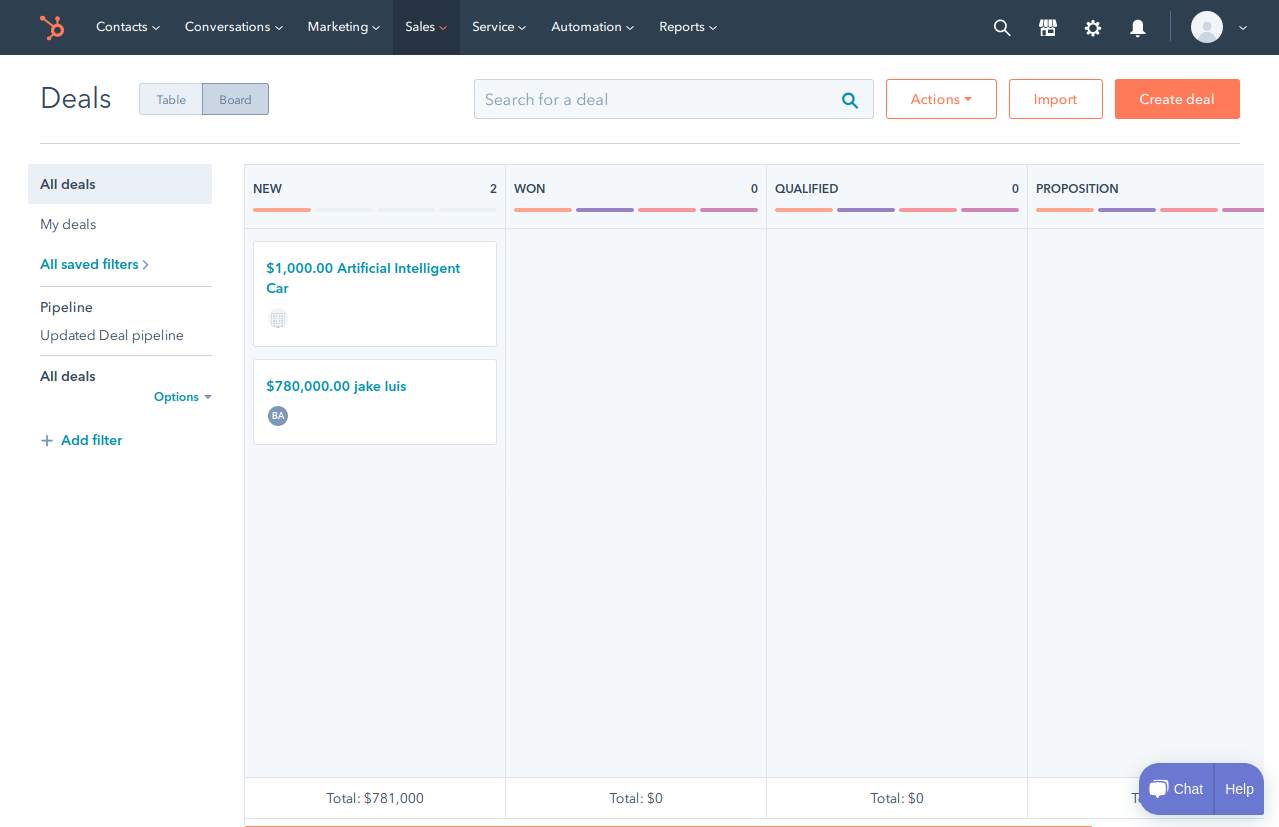 Contacts
Conversations
Marketing
Sales
Service
Automation
Reports
Deals
Table
Board
Search for a deal
Actions
Import
Create deal
All deals
My deals
All saved filters
Pipeline
Updated Deal pipeline
All deals
Options
Add filter
NEW 2
$1,000.00 Artificial Intelligent
Car
$780,000.00 jake luis
BA
Total: $781,000
WON 0
Total: $0
QUALIFIED 0
Total: $0
PROPOSITION
Chat
Help